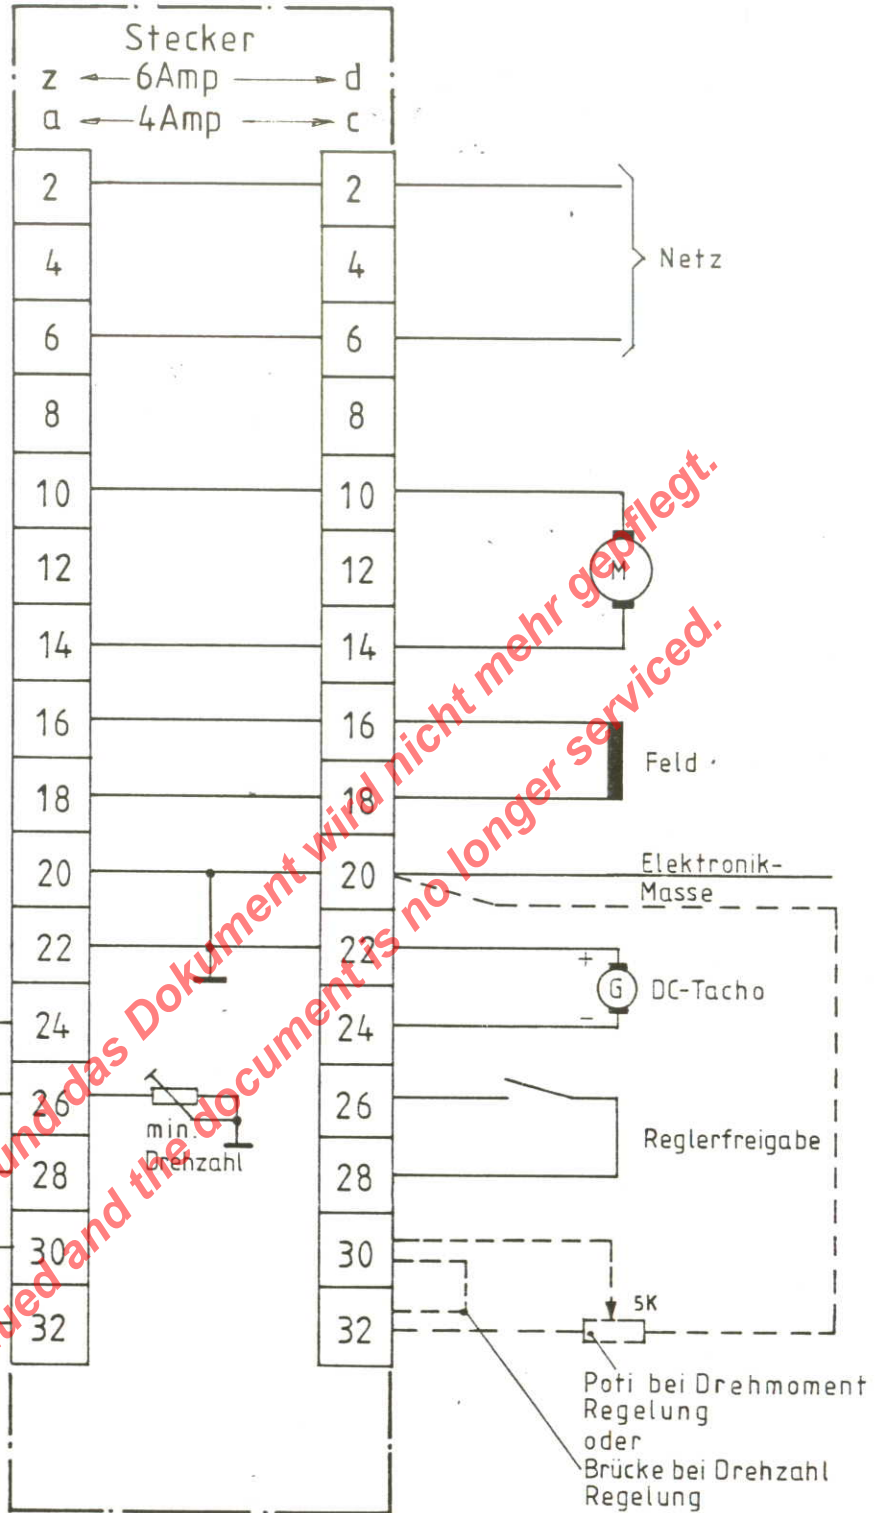 Stecker
z 6Amp d
a 4Amp c
2 2
4 4
Netz
6 6
8 8
10 10
12 12
M
14 14
16 16
Feld
18 18
20 20
Elektronik-
Masse
22 22
+
G DC-Tacho
24 24
-
26 26
min.
Drehzahl
Reglerfreigabe
28 28
30 30
5K
32 32
Poti bei Drehmoment
Regelung
oder
Brücke bei Drehzahl
Regelung
und das Dokument wird nicht mehr gepflegt.
ued and the document is no longer serviced.